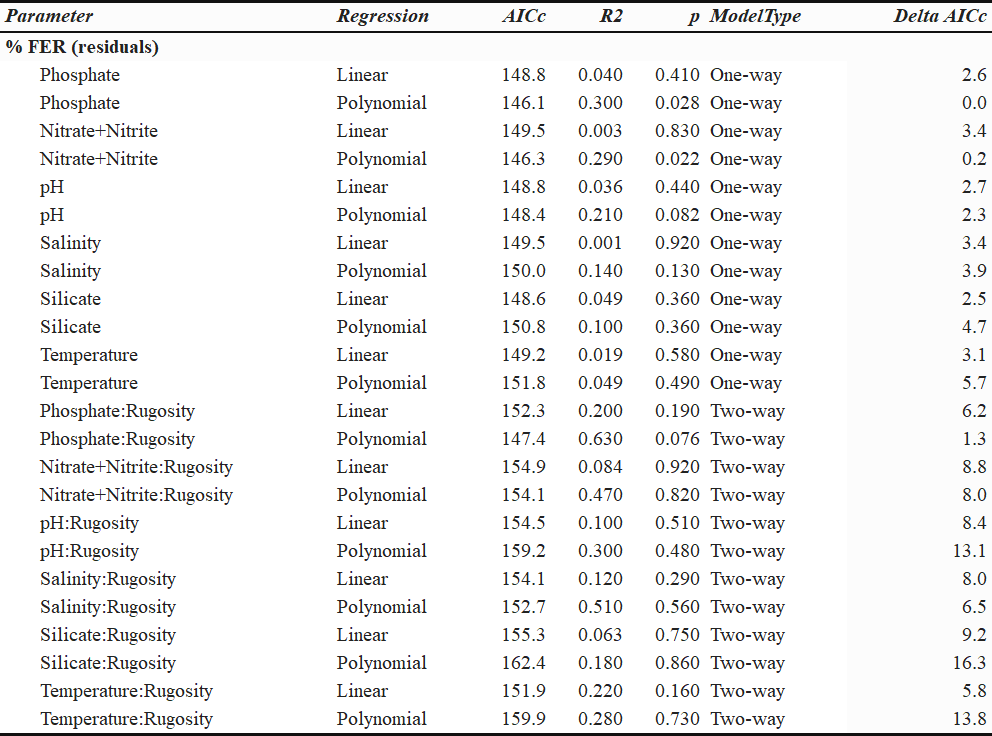 Parameter Regression AICc R2 p ModelType Delta AICc
% FER (residuals)
Phosphate Linear 148.8 0.040 0.410 One-way 2.6
Phosphate Polynomial 146.1 0.300 0.028 One-way 0.0
Nitrate+Nitrite Linear 149.5 0.003 0.830 One-way 3.4
Nitrate+Nitrite Polynomial 146.3 0.290 0.022 One-way 0.2
pH Linear 148.8 0.036 0.440 One-way 2.7
pH Polynomial 148.4 0.210 0.082 One-way 2.3
Salinity Linear 149.5 0.001 0.920 One-way 3.4
Salinity Polynomial 150.0 0.140 0.130 One-way 3.9
Silicate Linear 148.6 0.049 0.360 One-way 2.5
Silicate Polynomial 150.8 0.100 0.360 One-way 4.7
Temperature Linear 149.2 0.019 0.580 One-way 3.1
Temperature Polynomial 151.8 0.049 0.490 One-way 5.7
Phosphate:Rugosity Linear 152.3 0.200 0.190 Two-way 6.2
Phosphate:Rugosity Polynomial 147.4 0.630 0.076 Two-way 1.3
Nitrate+Nitrite:Rugosity Linear 154.9 0.084 0.920 Two-way 8.8
Nitrate+Nitrite:Rugosity Polynomial 154.1 0.470 0.820 Two-way 8.0
pH:Rugosity Linear 154.5 0.100 0.510 Two-way 8.4
pH:Rugosity Polynomial 159.2 0.300 0.480 Two-way 13.1
Salinity:Rugosity Linear 154.1 0.120 0.290 Two-way 8.0
Salinity:Rugosity Polynomial 152.7 0.510 0.560 Two-way 6.5
Silicate:Rugosity Linear 155.3 0.063 0.750 Two-way 9.2
Silicate:Rugosity Polynomial 162.4 0.180 0.860 Two-way 16.3
Temperature:Rugosity Linear 151.9 0.220 0.160 Two-way 5.8
Temperature:Rugosity Polynomial 159.9 0.280 0.730 Two-way 13.8